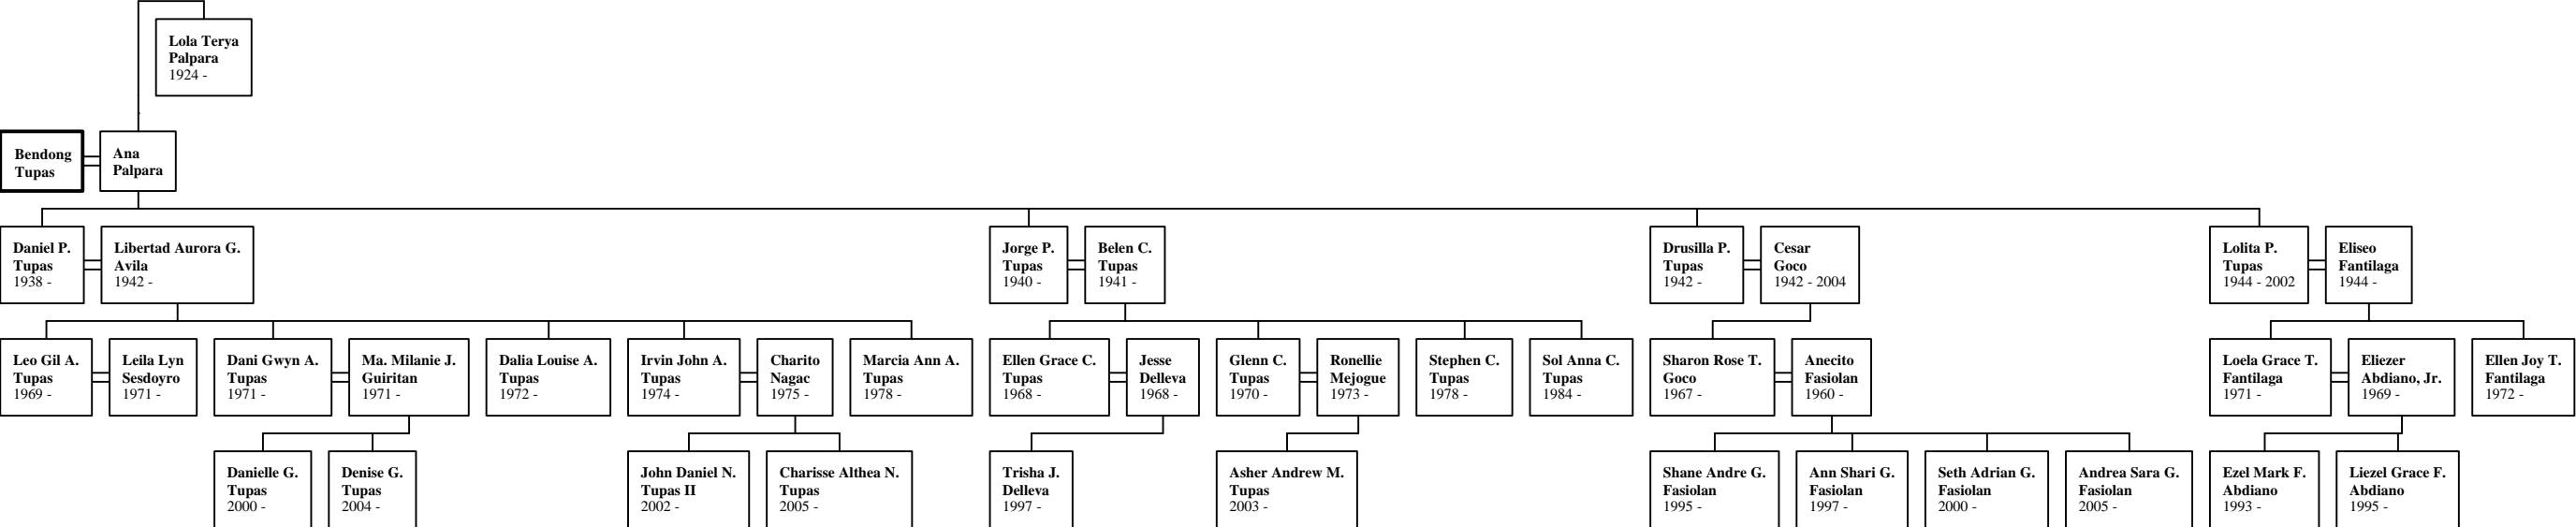 Lola Terya
Palpara
1924 -
Bendong
Tupas
Ana
Palpara
Daniel P.
Tupas
1938 -
Libertad Aurora G.
Avila
1942 -
Jorge P.
Tupas
1940 -
Belen C.
Tupas
1941 -
Drusilla P.
Tupas
1942 -
Cesar
Goco
1942 - 2004
Lolita P.
Tupas
1944 - 2002
Eliseo
Fantilaga
1944 -
Leo Gil A.
Tupas
1969 -
Leila Lyn
Sesdoyro
1971 -
Dani Gwyn A.
Tupas
1971 -
Ma. Milanie J.
Guiritan
1971 -
Dalia Louise A.
Tupas
1972 -
Irvin John A.
Tupas
1974 -
Charito
Nagac
1975 -
Marcia Ann A.
Tupas
1978 -
Ellen Grace C.
Tupas
1968 -
Jesse
Delleva
1968 -
Glenn C.
Tupas
1970 -
Ronellie
Mejogue
1973 -
Stephen C.
Tupas
1978 -
Sol Anna C.
Tupas
1984 -
Sharon Rose T.
Goco
1967 -
Anecito
Fasiolan
1960 -
Loela Grace T.
Fantilaga
1971 -
Eliezer
Abdiano, Jr.
1969 -
Ellen Joy T.
Fantilaga
1972 -
Danielle G.
Tupas
2000 -
Denise G.
Tupas
2004 -
John Daniel N.
Tupas II
2002 -
Charisse Althea N.
Tupas
2005 -
Trisha J.
Delleva
1997 -
Asher Andrew M.
Tupas
2003 -
Shane Andre G.
Fasiolan
1995 -
Ann Shari G.
Fasiolan
1997 -
Seth Adrian G.
Fasiolan
2000 -
Andrea Sara G.
Fasiolan
2005 -
Ezel Mark F.
Abdiano
1993 -
Liezel Grace F.
Abdiano
1995 -